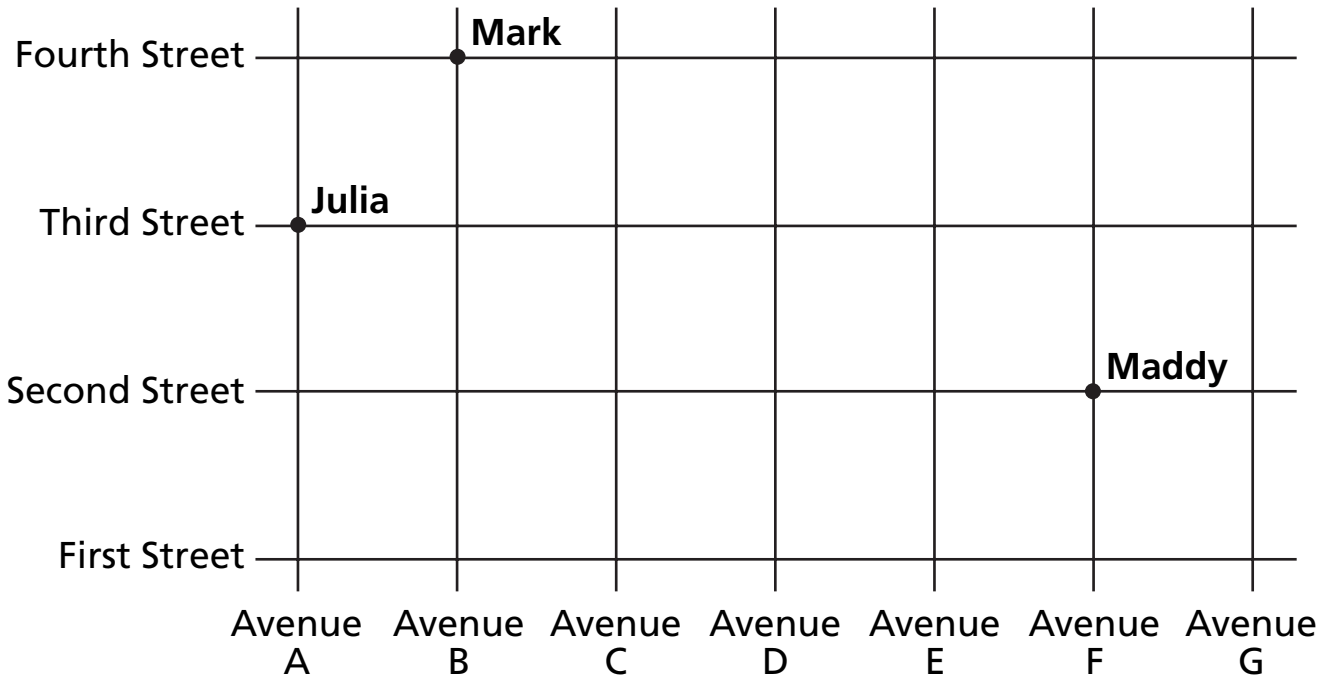 Mark
Fourth Street
Julia
Third Street
Maddy
Second Street
First Street
Avenue A
Avenue B
Avenue C
Avenue D
Avenue E
Avenue F
Avenue G